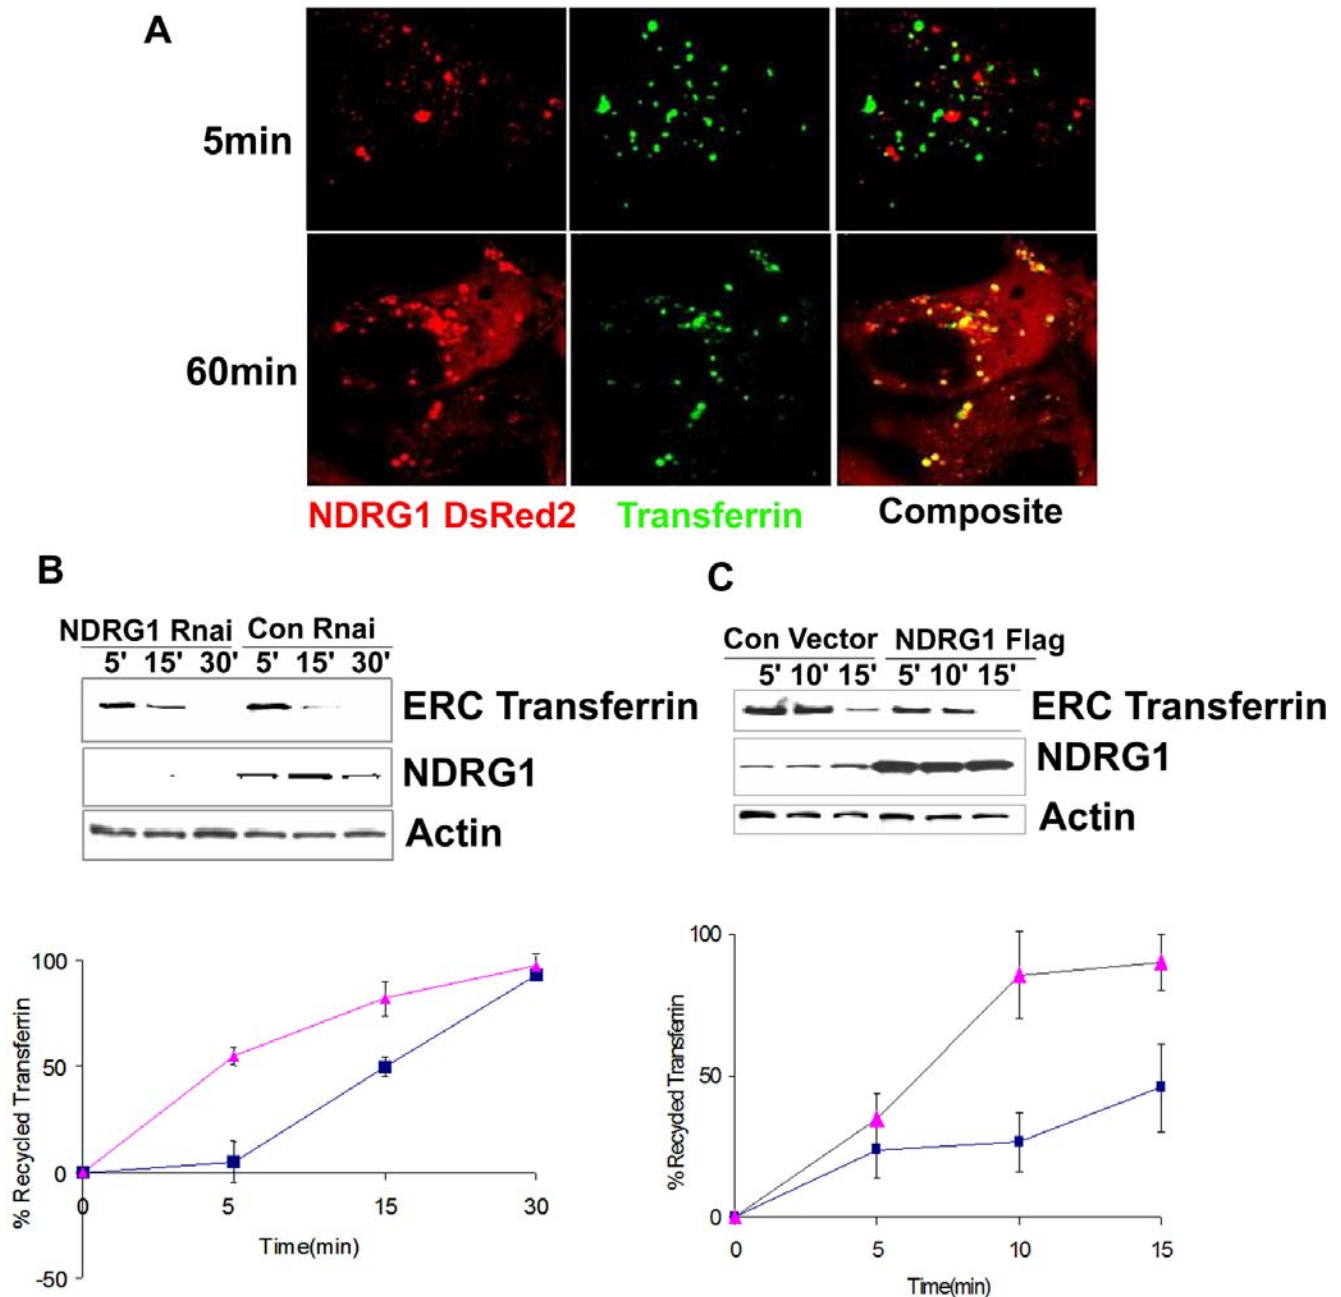 A
5min
60min
NDRG1 DsRed2 Transferrin Composite
B
NDRG1 Rnai Con Rnai
5' 15' 30' 5' 15' 30'
ERC Transferrin
NDRG1
Actin
C
Con Vector NDRG1 Flag
5' 10' 15' 5' 10' 15'
ERC Transferrin
NDRG1
Actin
% Recycled Transferrin
100
50
0
-50
0 5 15 30
Time(min)
% Recycled Transferrin
100
50
0
0 5 10 15
Time(min)